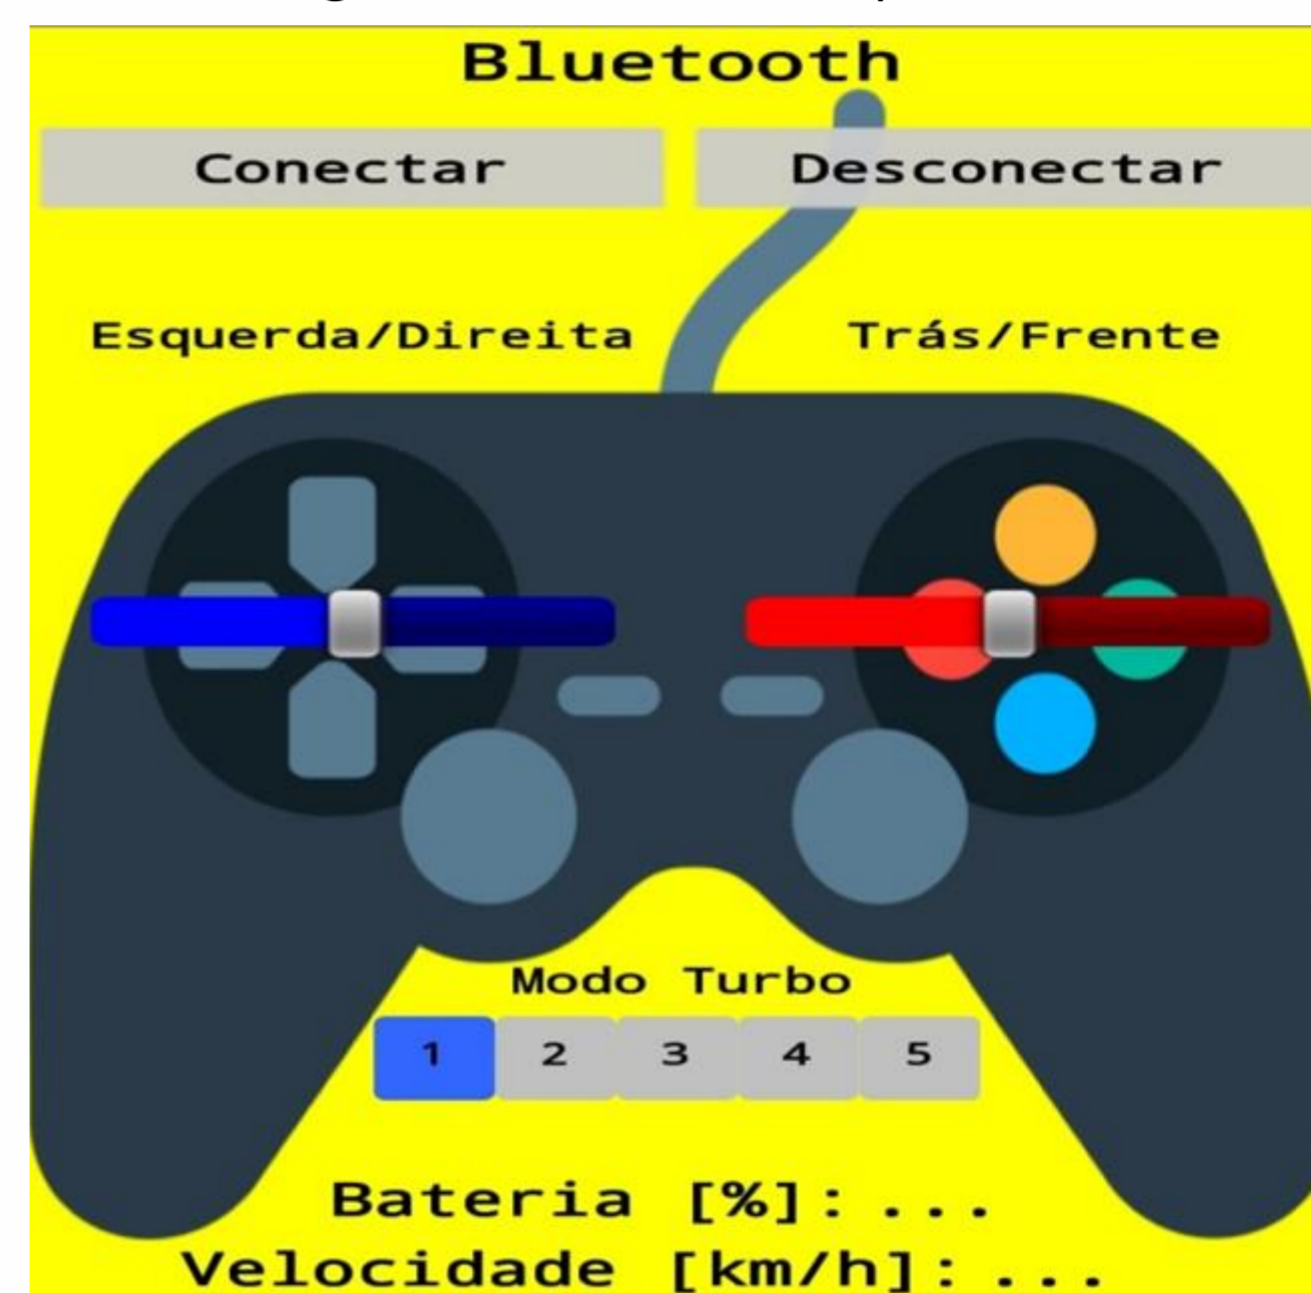 Bluetooth
Conectar Desconectar
Esquerda/Direita Trás/Frente
Modo Turbo
1 2 3 4 5
Bateria [%]: ...
Velocidade [km/h]: ...